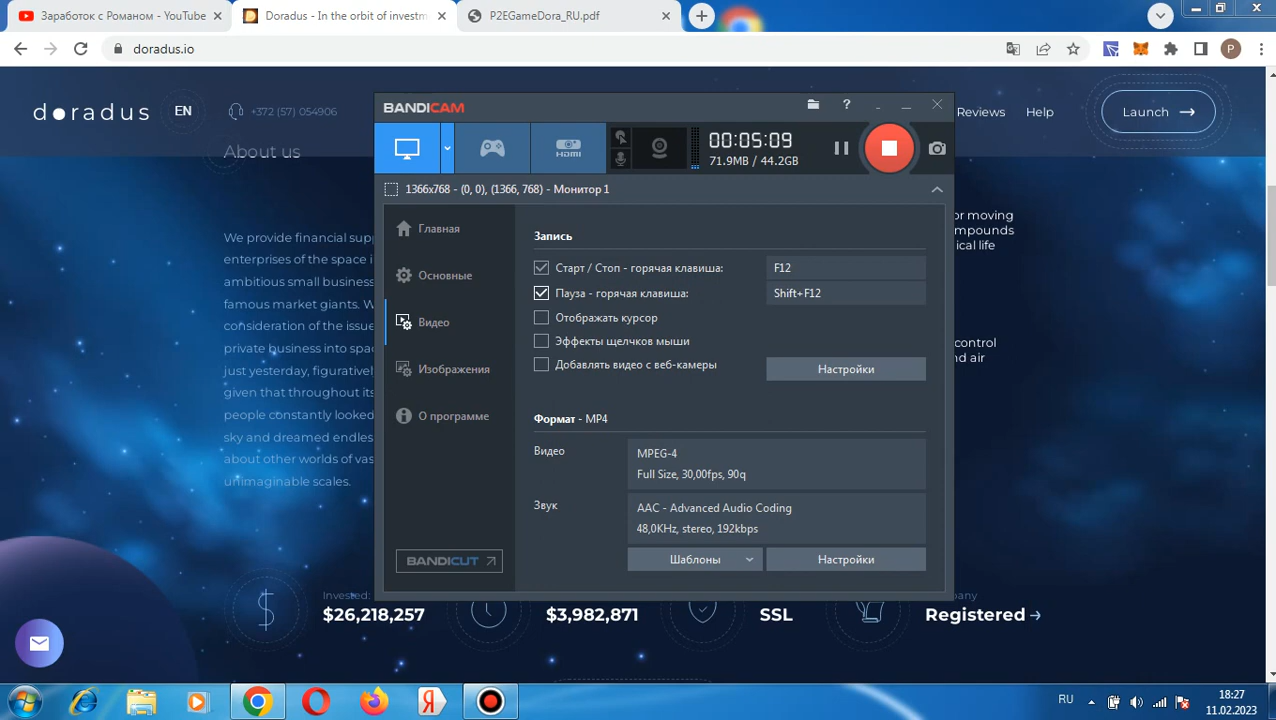 Заработок с Романом - YouTube
Doradus - In the orbit of investm
P2EGameDora_RU.pdf
doradus.io
P
doradus
EN
+372 (57) 054906
Reviews
Help
Launch
About us
We provide financial sup
enterprises of the space i
ambitious small business
famous market giants. W
consideration of the issue
private business into spac
just yesterday, figuratively
given that throughout its
people constantly looked
sky and dreamed endles
about other worlds of vas
unimaginable scales.
or moving
mpounds
ical life
control
nd air
BANDICAM
?
HDMI
00:05:09
71.9MB / 44.2GB
1366x768 - (0, 0), (1366, 768) - Монитор 1
Главная
Основные
Видео
Изображения
О программе
BANDICUT
Запись
Старт / Стоп - горячая клавиша:
F12
Пауза - горячая клавиша:
Shift+F12
Отображать курсор
Эффекты щелчков мыши
Добавлять видео с веб-камеры
Настройки
Формат - MP4
Видео
MPEG-4
Full Size, 30,00fps, 90q
Звук
AAC - Advanced Audio Coding
48,0KHz, stereo, 192kbps
Шаблоны
Настройки
Invested:
$26,218,257
$3,982,871
SSL
pany
Registered
RU
18:27
11.02.2023